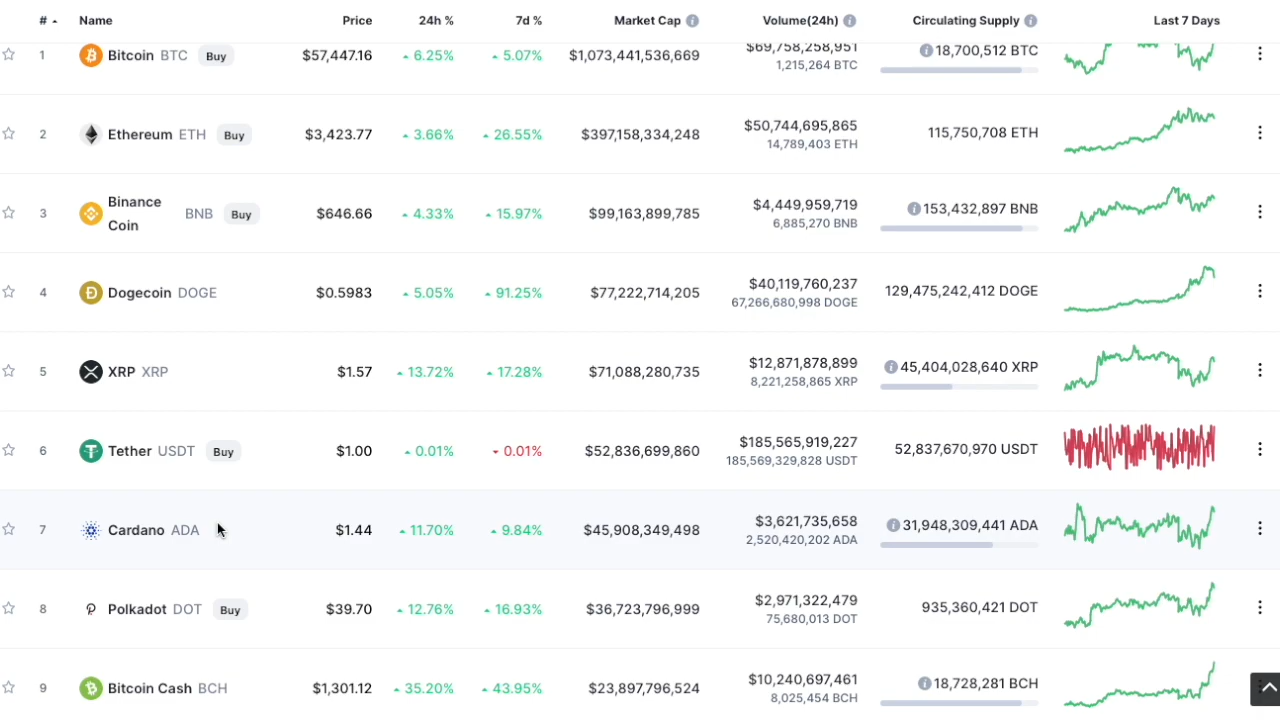 # Name Price 24h % 7d % Market Cap Volume(24h) Circulating Supply Last 7 Days
1 Bitcoin BTC Buy $57,447.16 6.25% 5.07% $1,073,441,536,669 $69,758,258,951 18,700,512 BTC
1,215,264 BTC
2 Ethereum ETH Buy $3,423.77 3.66% 26.55% $397,158,334,248 $50,744,695,865 115,750,708 ETH
14,789,403 ETH
3 Binance Coin BNB Buy $646.66 4.33% 15.97% $99,163,899,785 $4,449,959,719 153,432,897 BNB
6,885,270 BNB
4 Dogecoin DOGE $0.5983 5.05% 91.25% $77,222,714,205 $40,119,760,237 129,475,242,412 DOGE
67,266,680,998 DOGE
5 XRP XRP $1.57 13.72% 17.28% $71,088,280,735 $12,871,878,899 45,404,028,640 XRP
8,221,258,865 XRP
6 Tether USDT Buy $1.00 0.01% 0.01% $52,836,699,860 $185,565,919,227 52,837,670,970 USDT
185,569,329,828 USDT
7 Cardano ADA $1.44 11.70% 9.84% $45,908,349,498 $3,621,735,658 31,948,309,441 ADA
2,520,420,202 ADA
8 Polkadot DOT Buy $39.70 12.76% 16.93% $36,723,796,999 $2,971,322,479 935,360,421 DOT
75,680,013 DOT
9 Bitcoin Cash BCH $1,301.12 35.20% 43.95% $23,897,796,524 $10,240,697,461 18,728,281 BCH
8,025,454 BCH